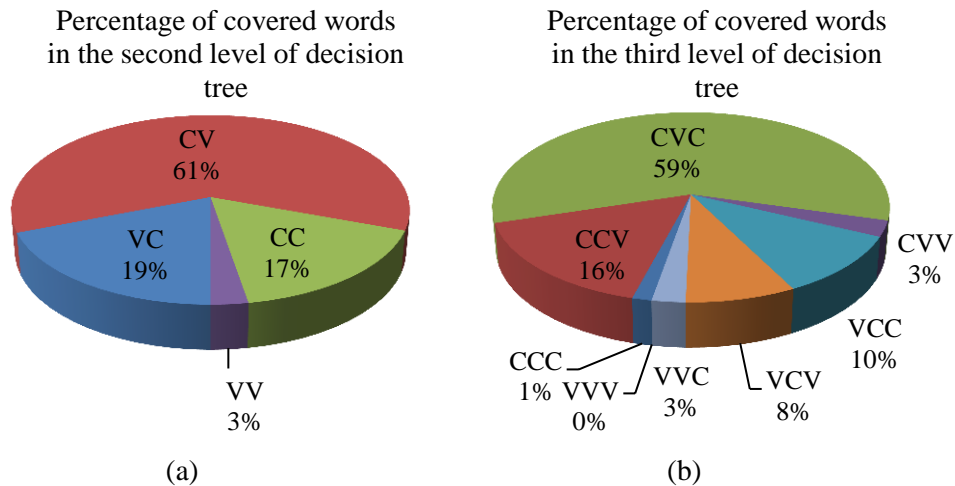 Percentage of covered words
in the second level of decision
tree
CV
61%
VC
19%
CC
17%
VV
3%
(a)
Percentage of covered words
in the third level of decision
tree
CVC
59%
CCV
16%
CVV
3%
VCC
10%
CCC
1%
VVV
0%
VVC
3%
VCV
8%
(b)